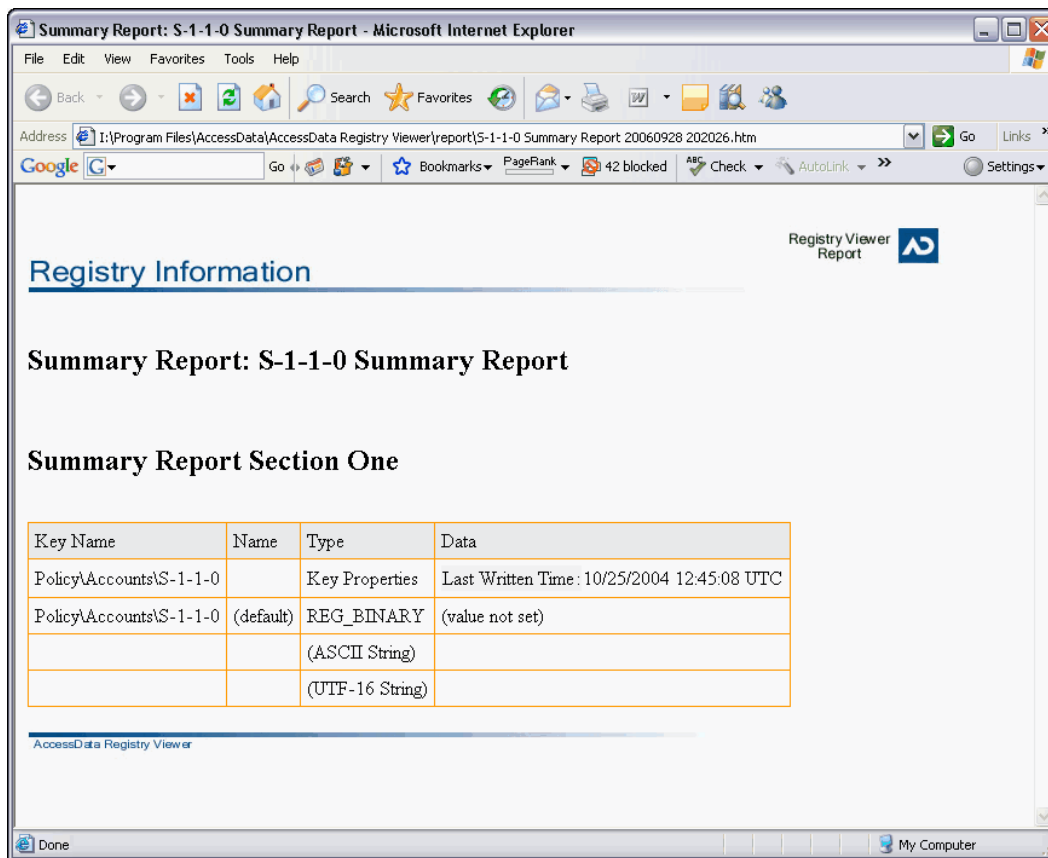 Summary Report: S-1-1-0 Summary Report - Microsoft Internet Explorer
File Edit View Favorites Tools Help
Back Search Favorites
Address I:\Program Files\AccessData\AccessData Registry Viewer\report\S-1-1-0 Summary Report 20060928 202026.htm Go Links »
Google G Go Bookmarks PageRank 42 blocked ABC Check AutoLink » Settings
Registry Viewer
Report
Registry Information
Summary Report: S-1-1-0 Summary Report
Summary Report Section One
Key Name Name Type Data
Policy\Accounts\S-1-1-0 Key Properties Last Written Time: 10/25/2004 12:45:08 UTC
Policy\Accounts\S-1-1-0 (default) REG_BINARY (value not set)
(ASCII String)
(UTF-16 String)
AccessData Registry Viewer
Done My Computer